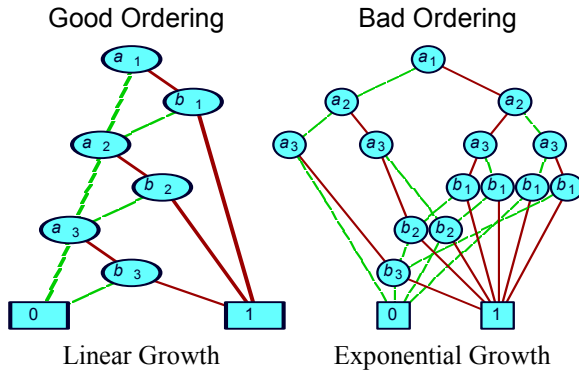 Good Ordering
a 1
b 1
a 2
b 2
a 3
b 3
0 1
Linear Growth
Bad Ordering
a1
a2 a2
a3 a3 a3 a3
b1 b1 b1 b1
b2 b2
b3
0 1
Exponential Growth